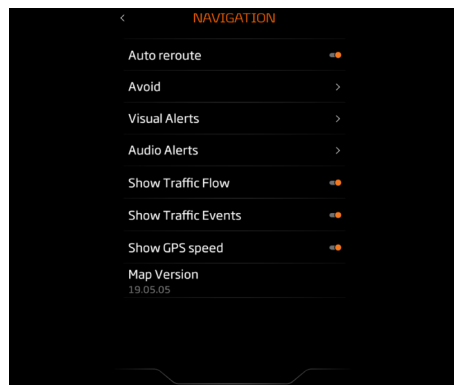 NAVIGATION
Auto reroute
Avoid
Visual Alerts
Audio Alerts
Show Traffic Flow
Show Traffic Events
Show GPS speed
Map Version
19.05.05